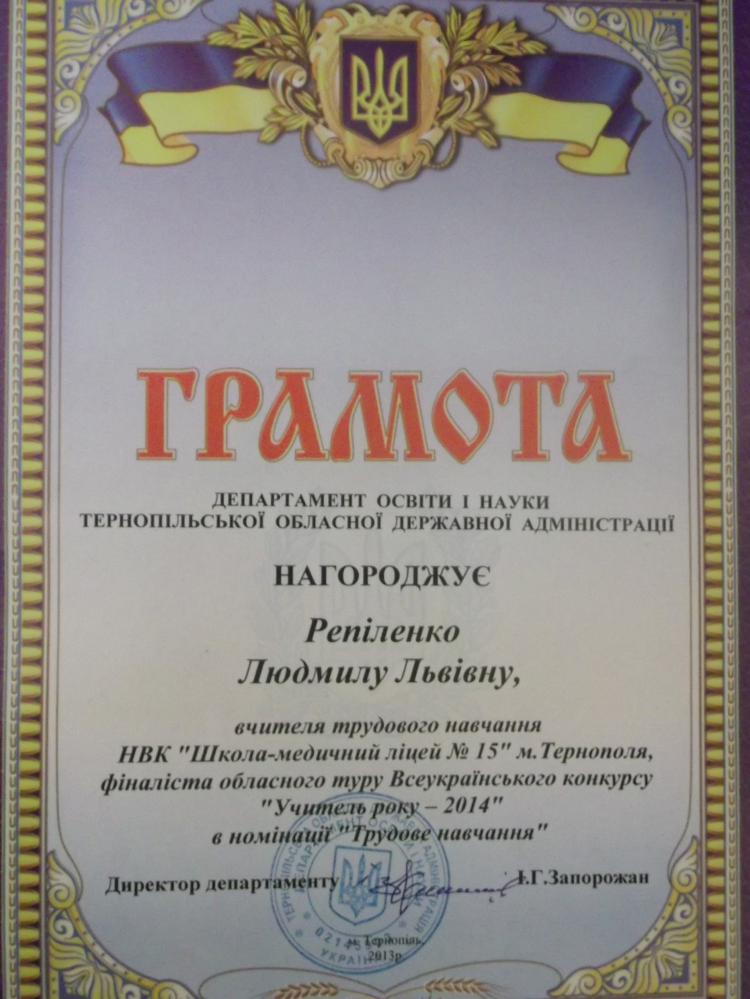 ГРАМОТА
ДЕПАРТАМЕНТ ОСВІТИ І НАУКИ
ТЕРНОПІЛЬСЬКОЇ ОБЛАСНОЇ ДЕРЖАВНОЇ АДМІНІСТРАЦІЇ
НАГОРОДЖУЄ
Репіленко
Людмилу Львівну,
вчителя трудового навчання
НВК "Школа-медичний ліцей № 15" м.Тернополя,
фіналіста обласного туру Всеукраїнського конкурсу
"Учитель року – 2014"
в номінації "Трудове навчання"
Директор департаменту І.Г.Запорожан
м. Тернопіль,
2013р.
УКРАЇНА